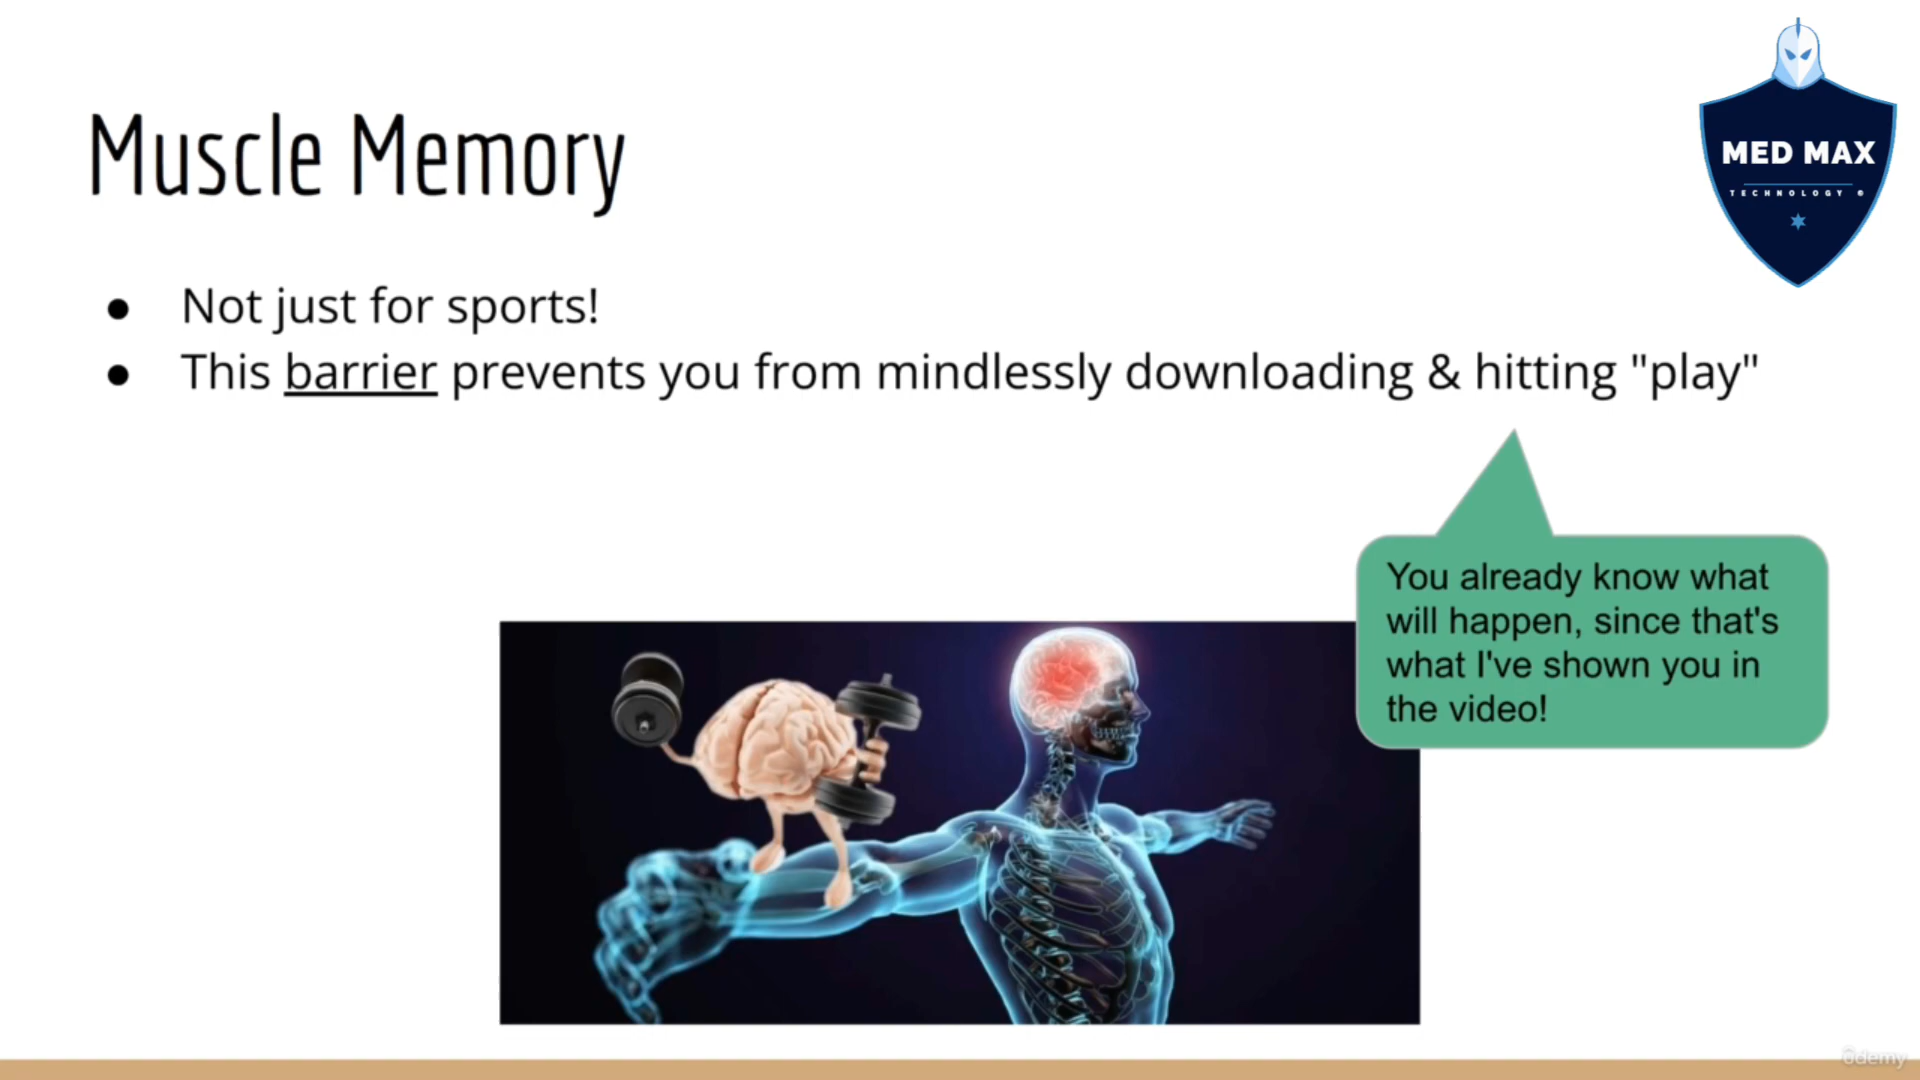 Muscle Memory
MED MAX
TECHNOLOGY
● Not just for sports!
● This barrier prevents you from mindlessly downloading & hitting "play"
You already know what
will happen, since that's
what I've shown you in
the video!
ûdemy